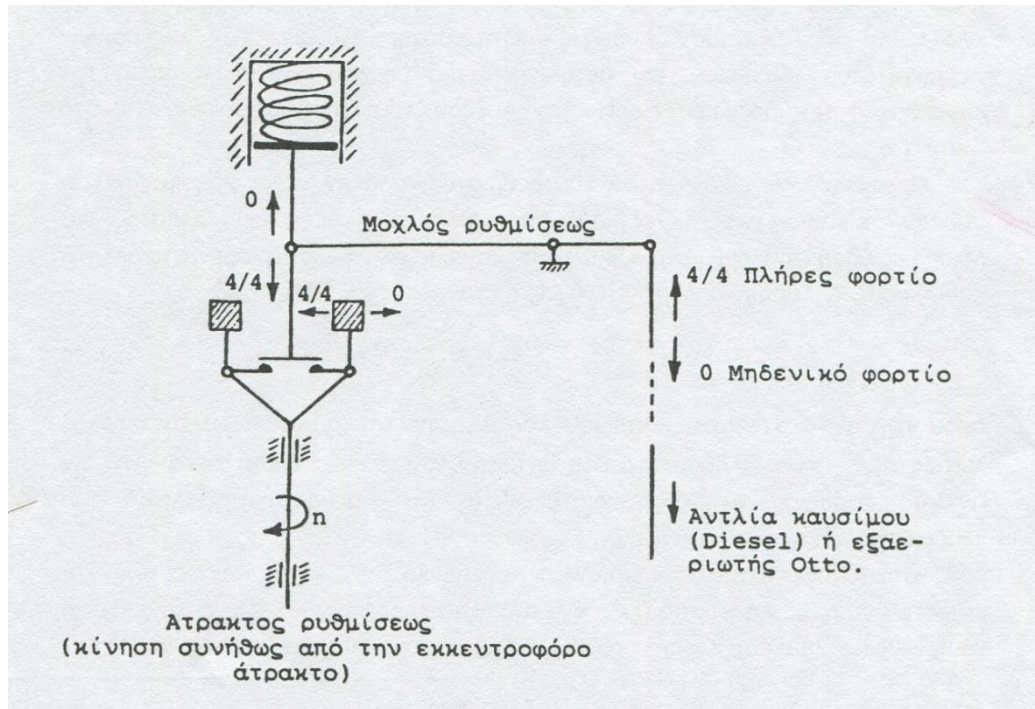 0
Μοχλός ρυθμίσεως
4/4
4/4
0
4/4 Πλήρες φορτίο
0 Μηδενικό φορτίο
n
Αντλία καυσίμου
(Diesel) ή εξαε-
ριωτής Otto.
Άτρακτος ρυθμίσεως
(κίνηση συνήθως από την εκκεντροφόρο
άτρακτο)